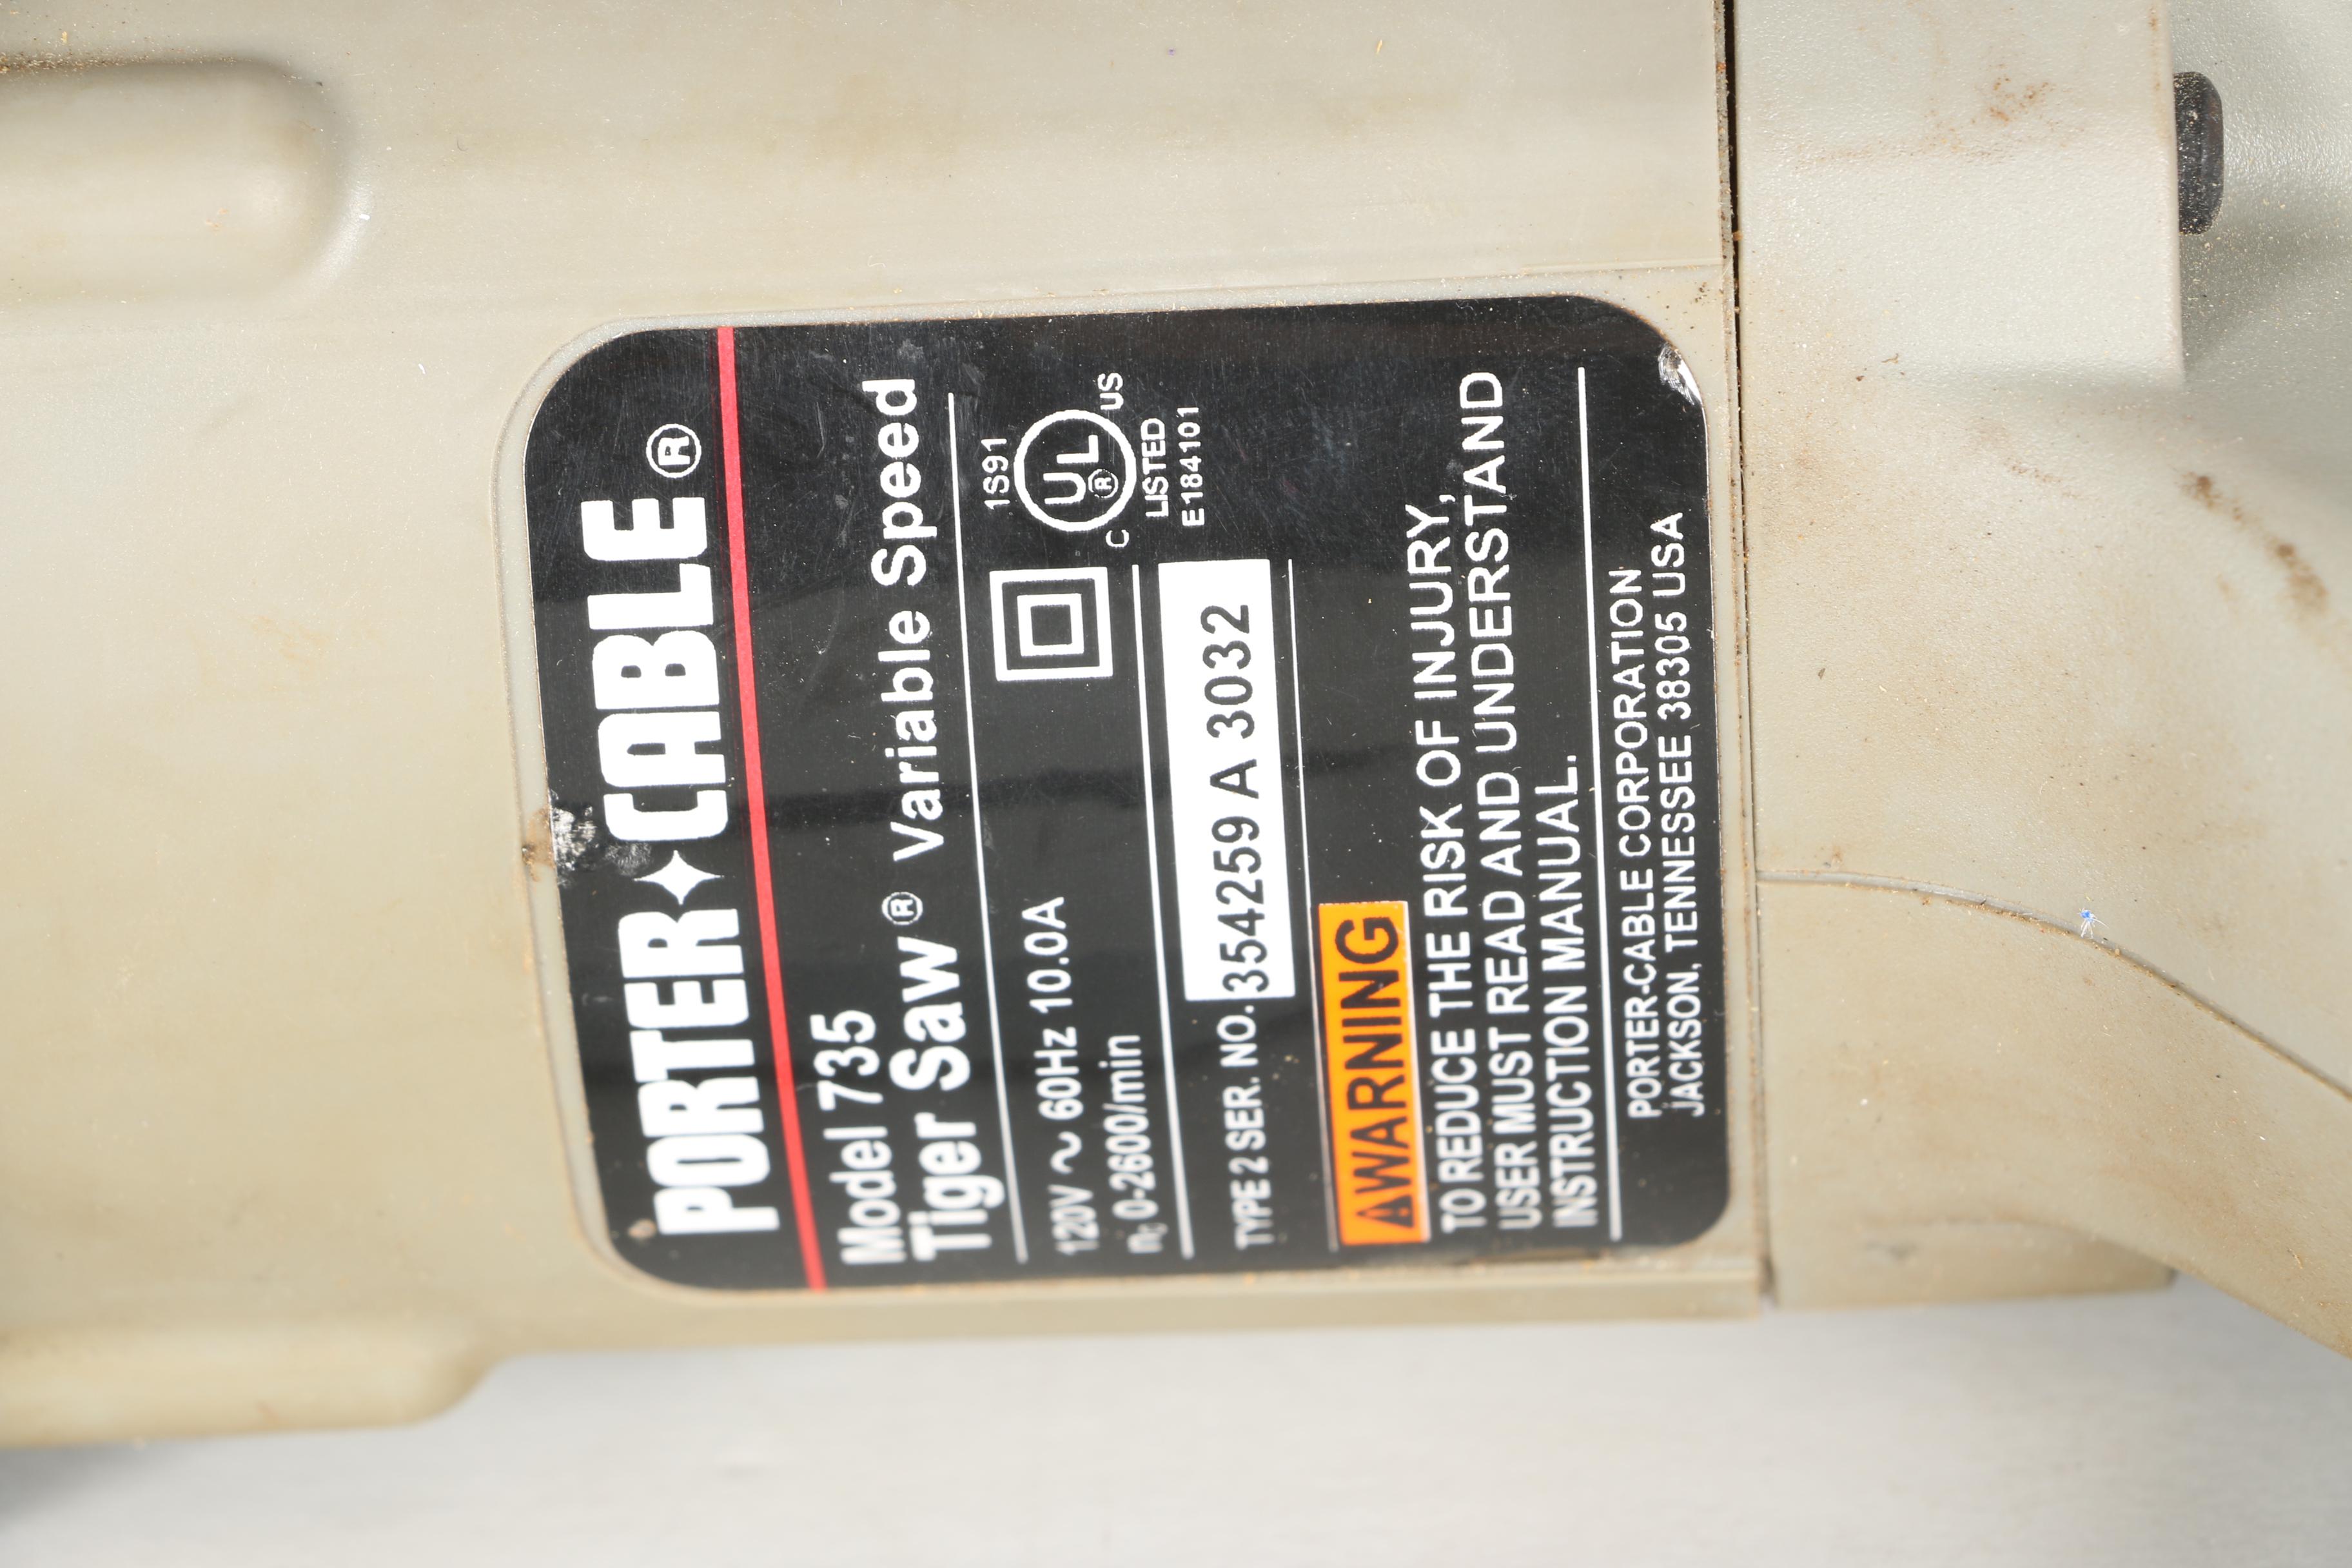 PORTER✦CABLE®
Model 735
Tiger Saw® Variable Speed
120V ~ 60Hz 10.0A
n; 0-2600/min
1S91
C UL® US
LISTED
E184101
TYPE 2 SER. NO. 354259 A 3032
⚠WARNING
TO REDUCE THE RISK OF INJURY,
USER MUST READ AND UNDERSTAND
INSTRUCTION MANUAL.
PORTER-CABLE CORPORATION
JACKSON, TENNESSEE 38305 USA